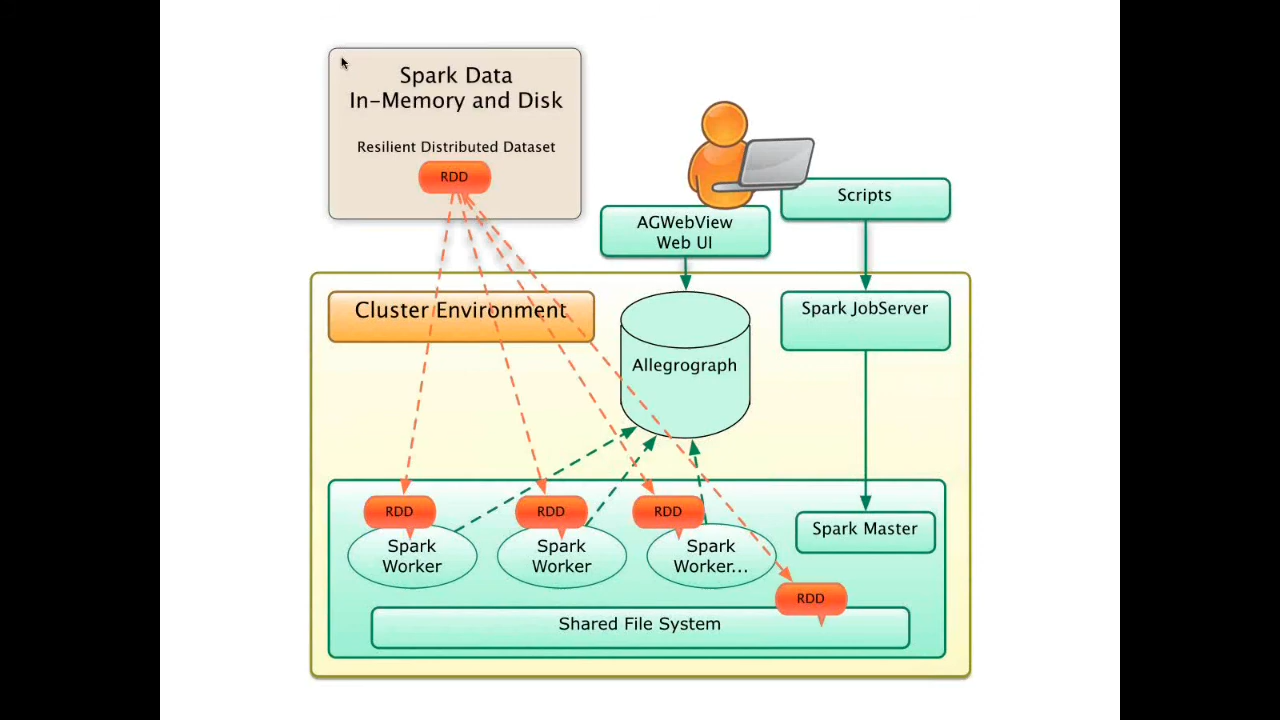 Spark Data
In-Memory and Disk
Resilient Distributed Dataset
RDD
Scripts
AGWebView
Web UI
Cluster Environment
Spark JobServer
Allegrograph
RDD
RDD
RDD
Spark
Worker
Spark
Worker
Spark
Worker...
Spark Master
RDD
Shared File System